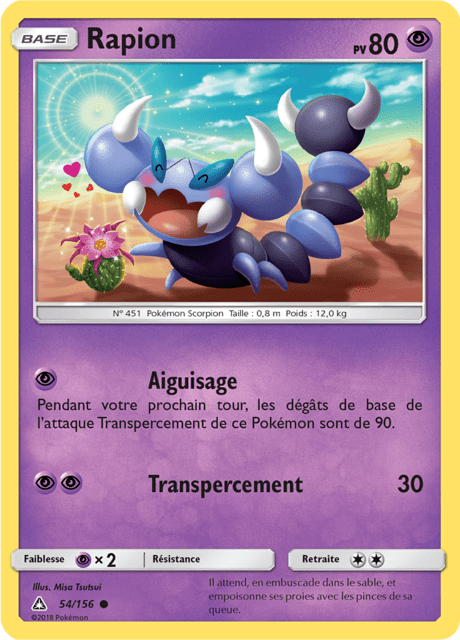 BASE Rapion PV 80
N° 451 Pokémon Scorpion Taille : 0,8 m Poids : 12,0 kg
Aiguisage
Pendant votre prochain tour, les dégâts de base de
l'attaque Transpercement de ce Pokémon sont de 90.
Transpercement 30
Faiblesse × 2 Résistance Retraite
Illus. Misa Tsutsui
54/156
©2018 Pokémon
Il attend, en embuscade dans le sable, et
empoisonne ses proies avec les pinces de sa
queue.